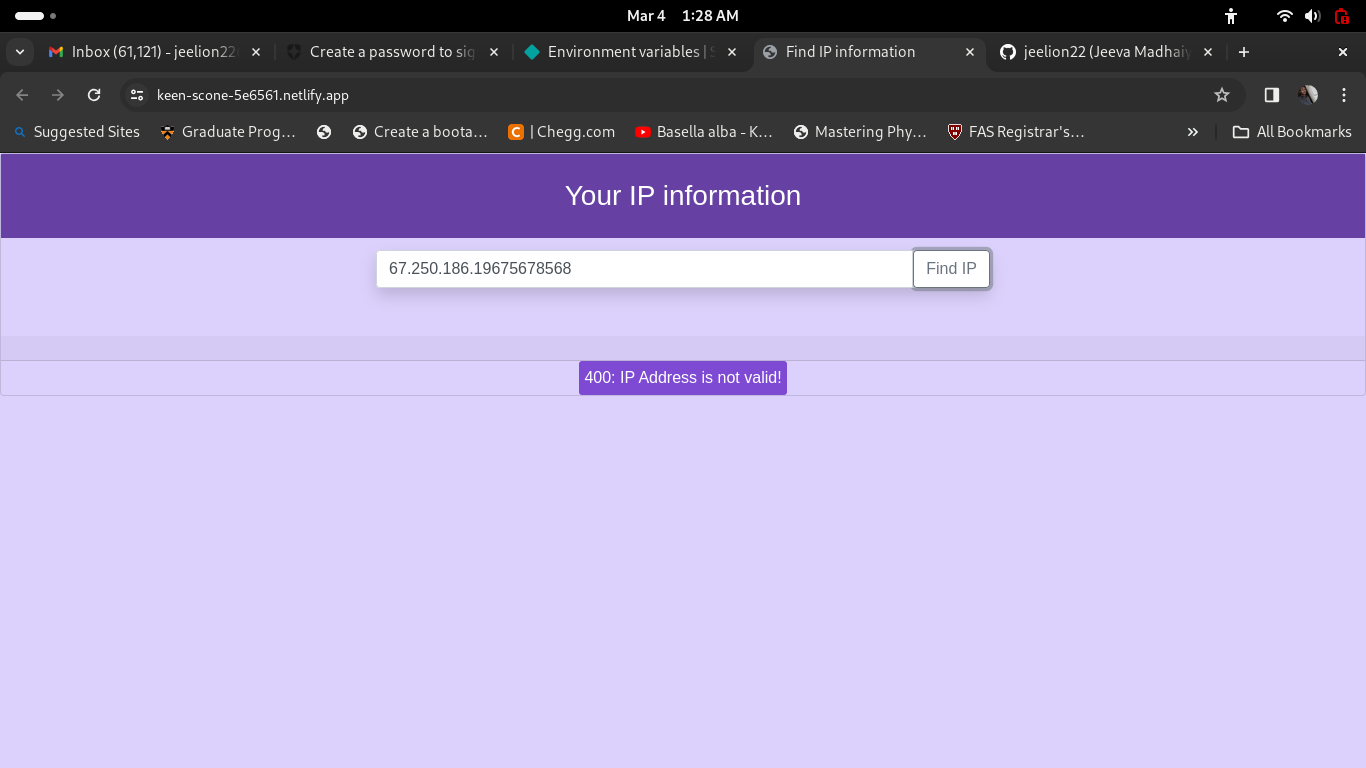 Mar 4 1:28 AM
Inbox (61,121) - jeelion22 Create a password to sig Environment variables | Find IP information jeelion22 (Jeeva Madhaiy
keen-scone-5e6561.netlify.app
Suggested Sites Graduate Prog... Create a boota... | Chegg.com Basella alba - K... Mastering Phy... FAS Registrar's... » All Bookmarks
Your IP information
67.250.186.19675678568 Find IP
400: IP Address is not valid!